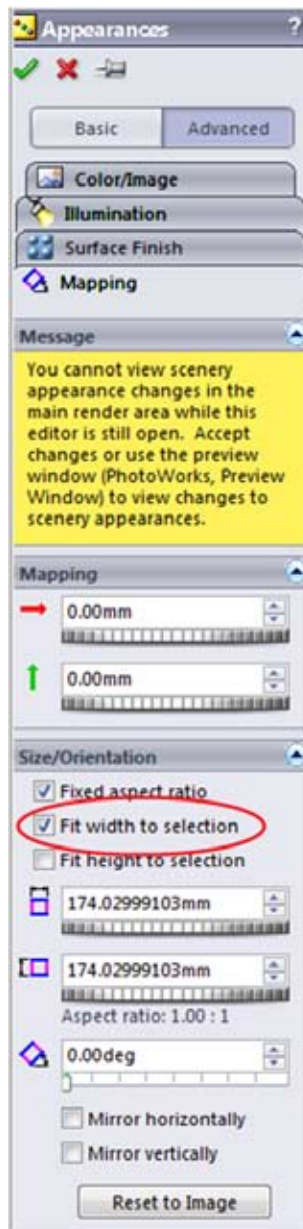 Appearances ?
Basic Advanced
Color/Image
Illumination
Surface Finish
Mapping
Message
You cannot view scenery
appearance changes in the
main render area while this
editor is still open. Accept
changes or use the preview
window (PhotoWorks, Preview
Window) to view changes to
scenery appearances.
Mapping
0.00mm
0.00mm
Size/Orientation
Fixed aspect ratio
Fit width to selection
Fit height to selection
174.02999103mm
174.02999103mm
Aspect ratio: 1.00 : 1
0.00deg
Mirror horizontally
Mirror vertically
Reset to Image